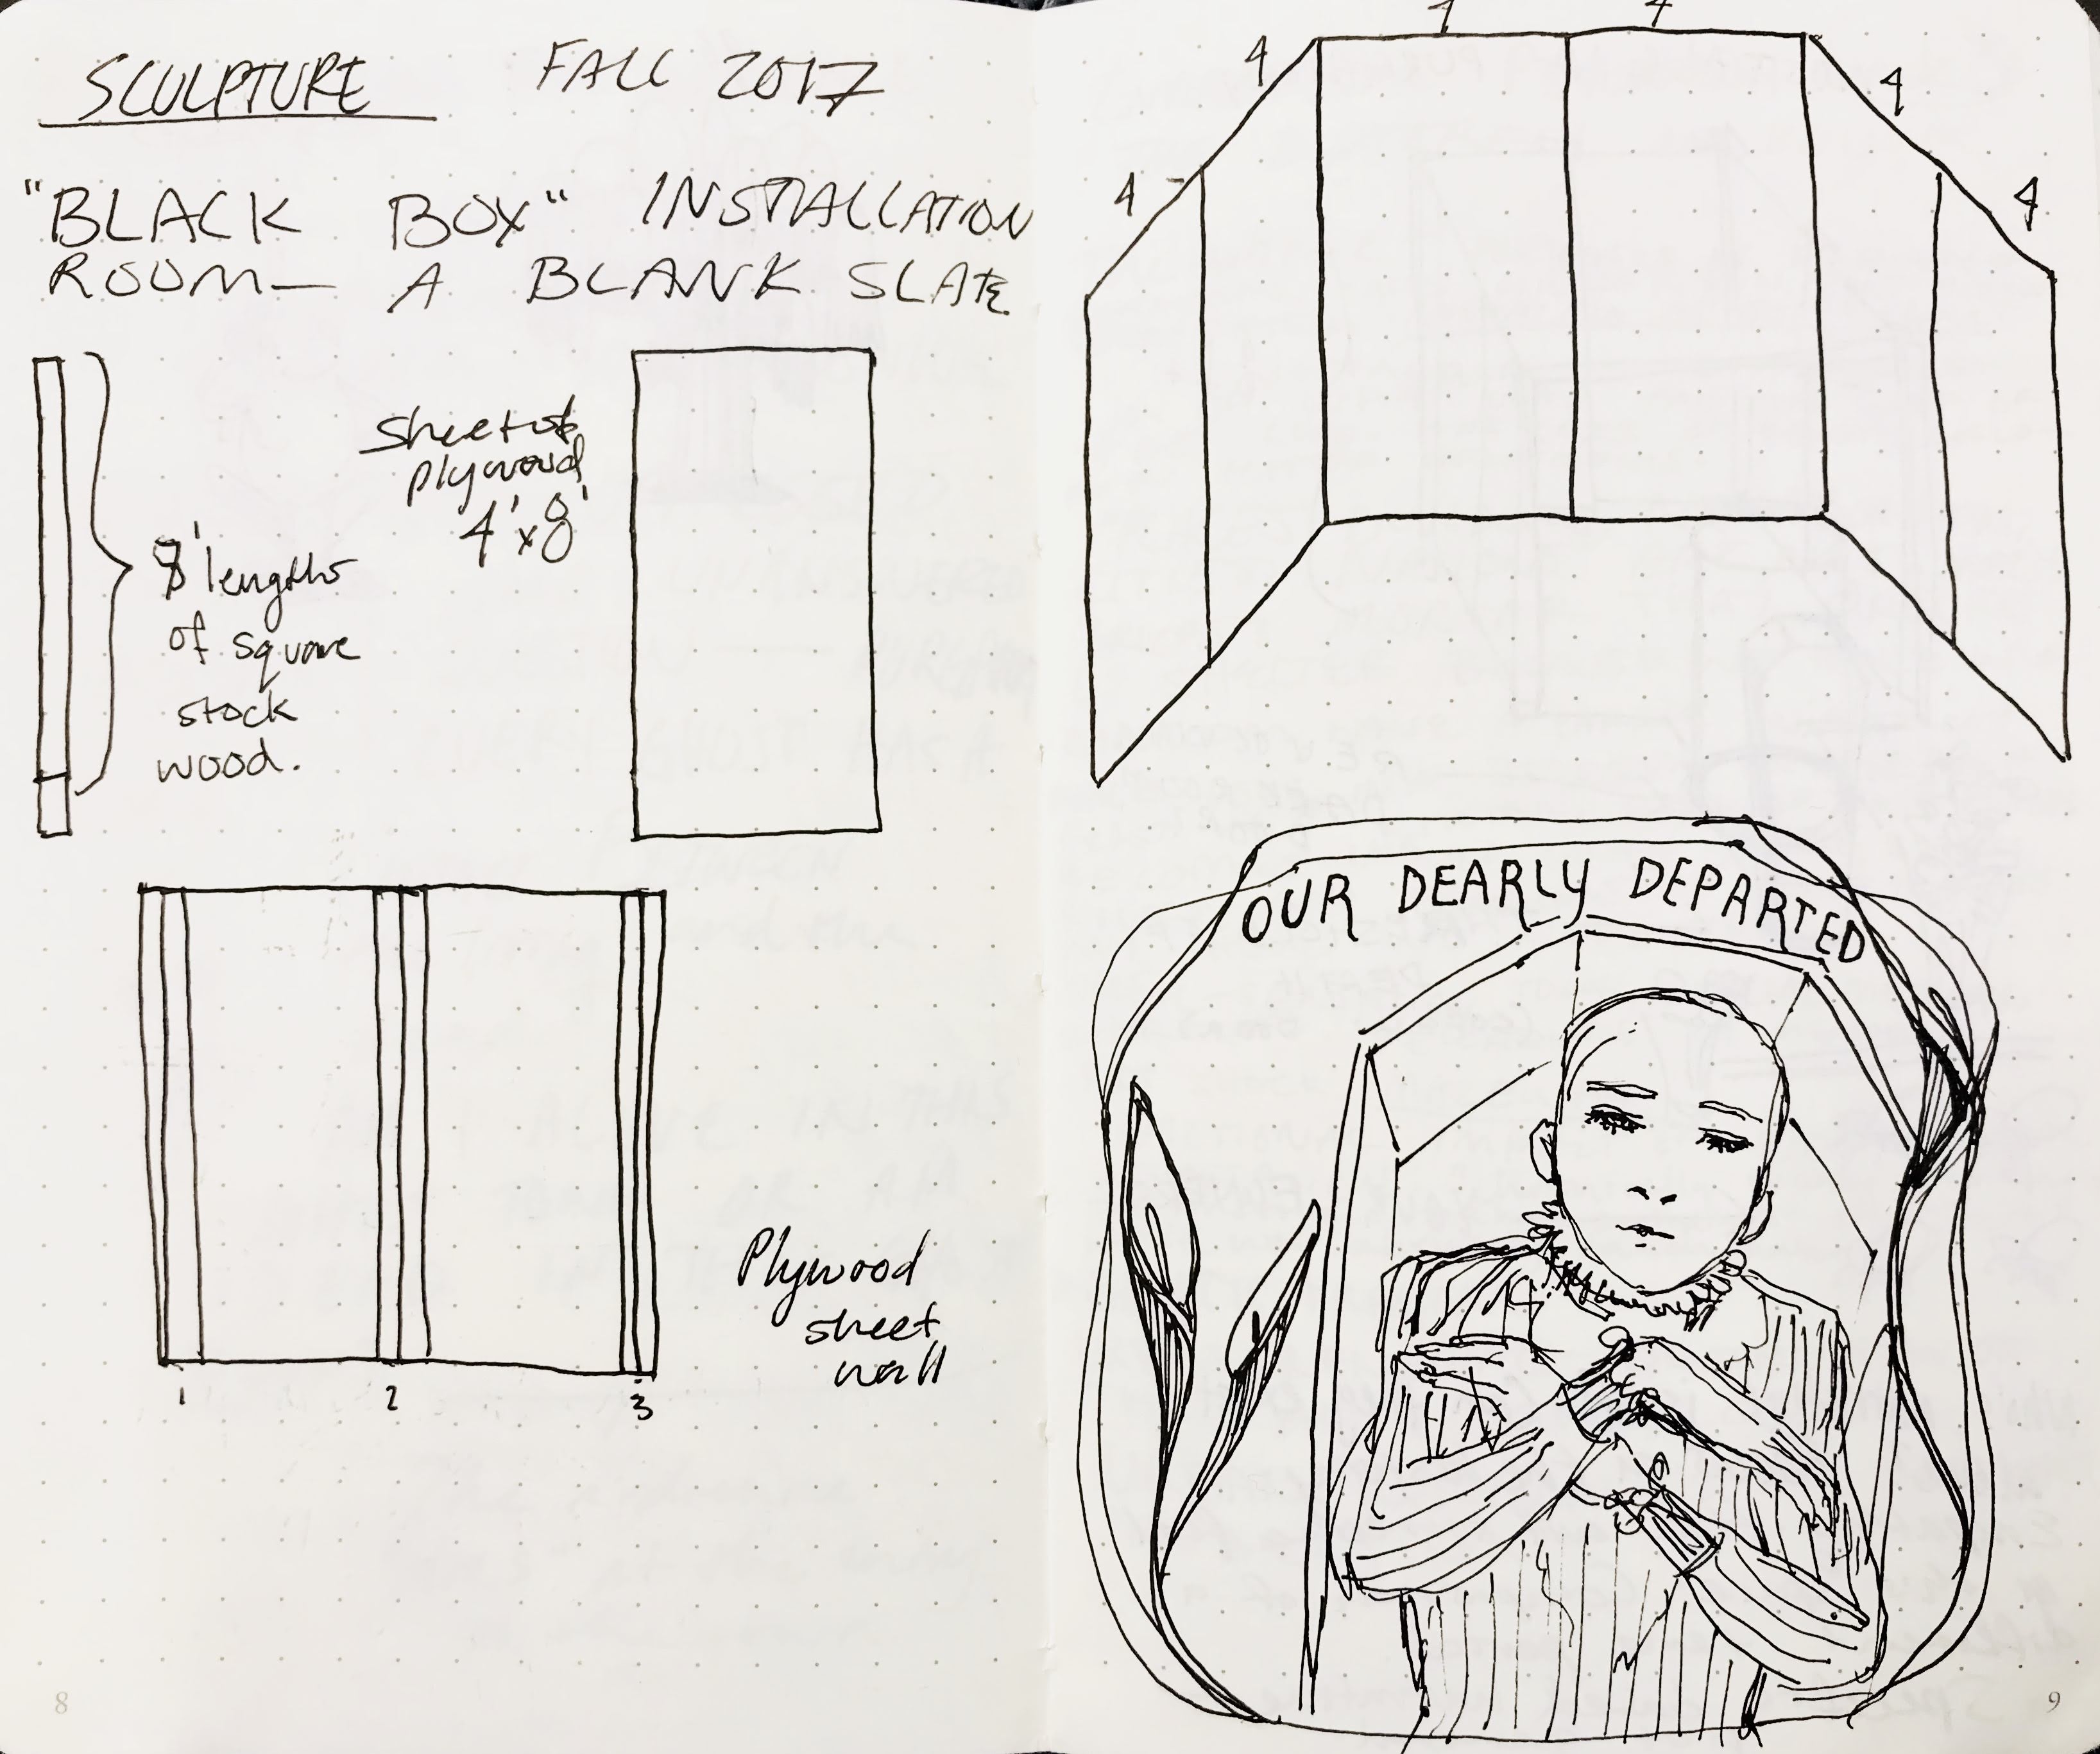 SCULPTURE FALL 2017
"BLACK BOX" INSTALLATION
ROOM— A BLANK SLATE
sheet of
plywood
4'x8'
8' lengths
of square
stock
wood.
1 2 3
Plywood
sheet
wall
8
4 4
4 4
4 4
OUR DEARLY DEPARTED
9